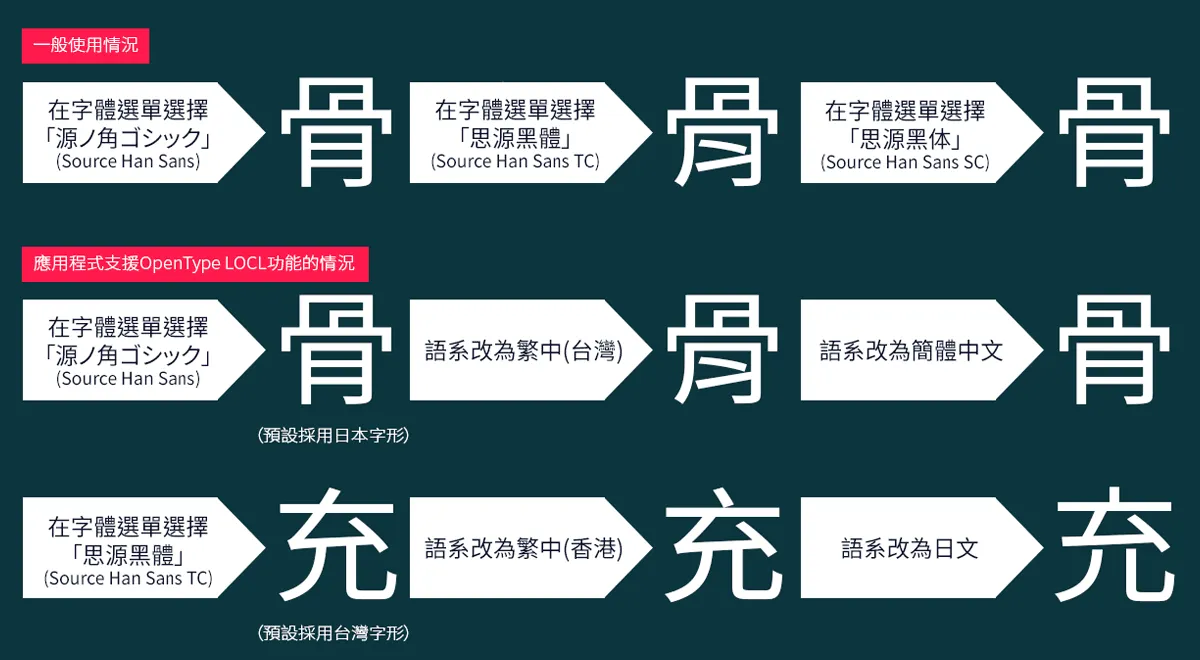 一般使用情況
在字體選單選擇
「源ノ角ゴシック」
(Source Han Sans)
骨
在字體選單選擇
「思源黑體」
(Source Han Sans TC)
骨
在字體選單選擇
「思源黑体」
(Source Han Sans SC)
骨
應用程式支援OpenType LOCL功能的情況
在字體選單選擇
「源ノ角ゴシック」
(Source Han Sans)
骨
語系改為繁中(台灣)
骨
語系改為簡體中文
骨
(預設採用日本字形)
在字體選單選擇
「思源黑體」
(Source Han Sans TC)
充
語系改為繁中(香港)
充
語系改為日文
充
(預設採用台灣字形)